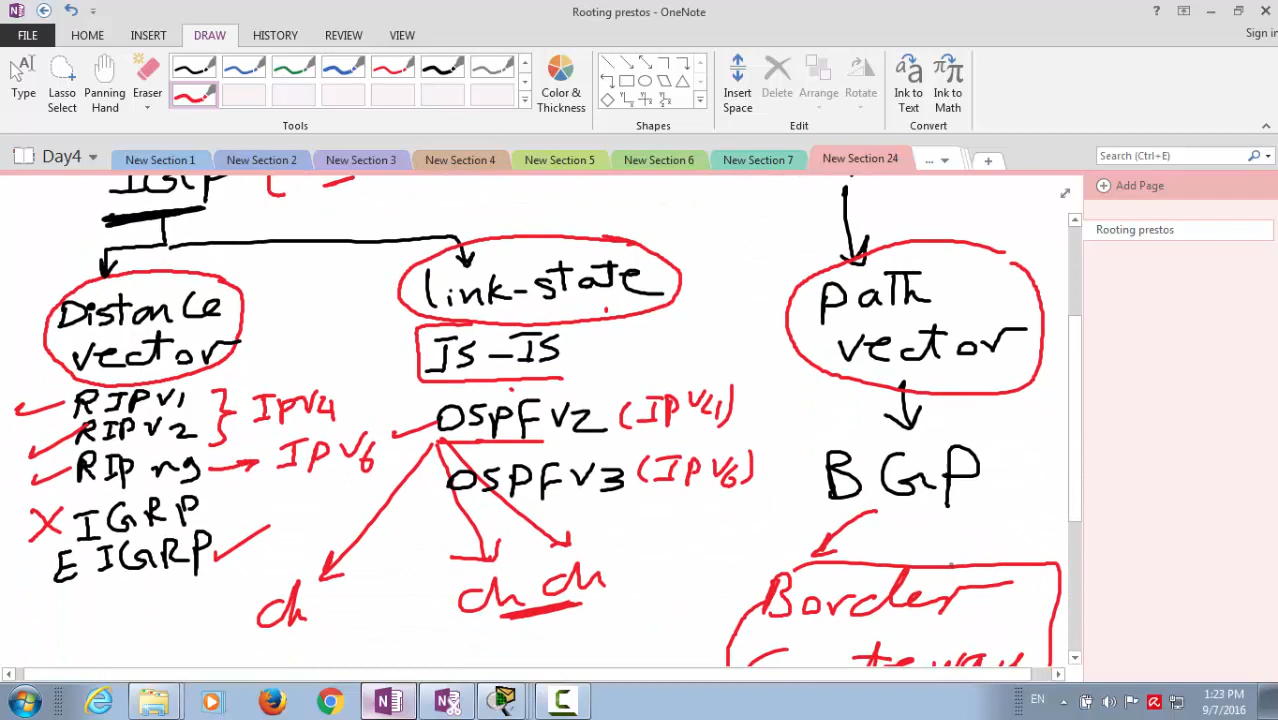 Rooting prestos - OneNote
Sign in
FILE
HOME
INSERT
DRAW
HISTORY
REVIEW
VIEW
Type
Lasso
Select
Panning
Hand
Eraser
Color &
Thickness
Insert
Space
Delete
Arrange
Rotate
Ink to
Text
Ink to
Math
Tools
Shapes
Edit
Convert
Day4
New Section 1
New Section 2
New Section 3
New Section 4
New Section 5
New Section 6
New Section 7
New Section 24
...
Search (Ctrl+E)
Add Page
Rooting prestos
Distance
vector
RIPV1
RIPV2
IPV4
RIPng
IPV6
X IGRP
EIGRP
link-state
IS-IS
OSPFV2 (IPV4)
OSPFV3 (IPV6)
path
vector
BGP
Border
EN
1:23 PM
9/7/2016